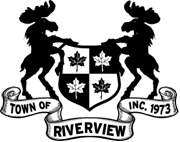 TOWN OF
INC. 1973
RIVERVIEW